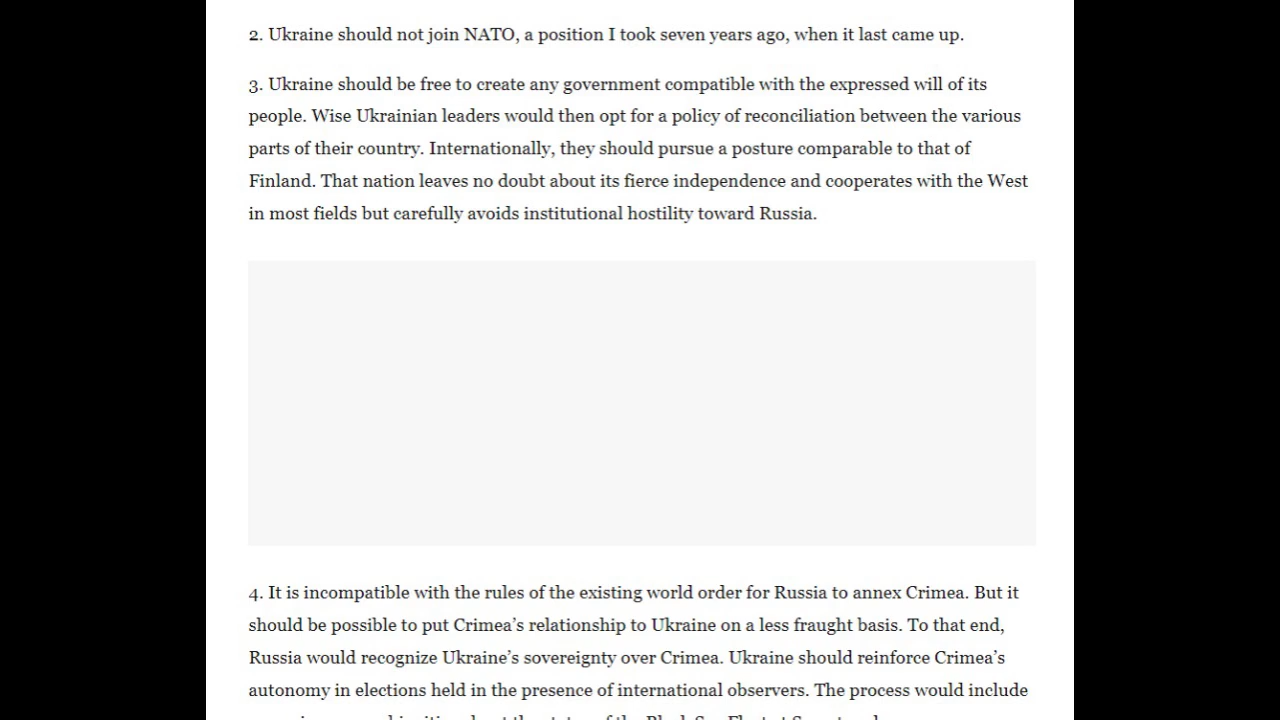 2. Ukraine should not join NATO, a position I took seven years ago, when it last came up.
3. Ukraine should be free to create any government compatible with the expressed will of its
people. Wise Ukrainian leaders would then opt for a policy of reconciliation between the various
parts of their country. Internationally, they should pursue a posture comparable to that of
Finland. That nation leaves no doubt about its fierce independence and cooperates with the West
in most fields but carefully avoids institutional hostility toward Russia.
4. It is incompatible with the rules of the existing world order for Russia to annex Crimea. But it
should be possible to put Crimea’s relationship to Ukraine on a less fraught basis. To that end,
Russia would recognize Ukraine’s sovereignty over Crimea. Ukraine should reinforce Crimea’s
autonomy in elections held in the presence of international observers. The process would include